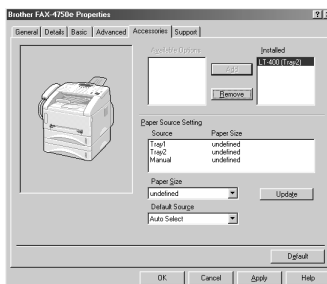 Brother FAX-4750e Properties
General Details Basic Advanced Accessories Support
Available Options
Installed
LT-400 (Tray2)
Add
Remove
Paper Source Setting
Source Paper Size
Tray1 undefined
Tray2 undefined
Manual undefined
Paper Size
undefined
Update
Default Source
Auto Select
Default
OK Cancel Apply Help